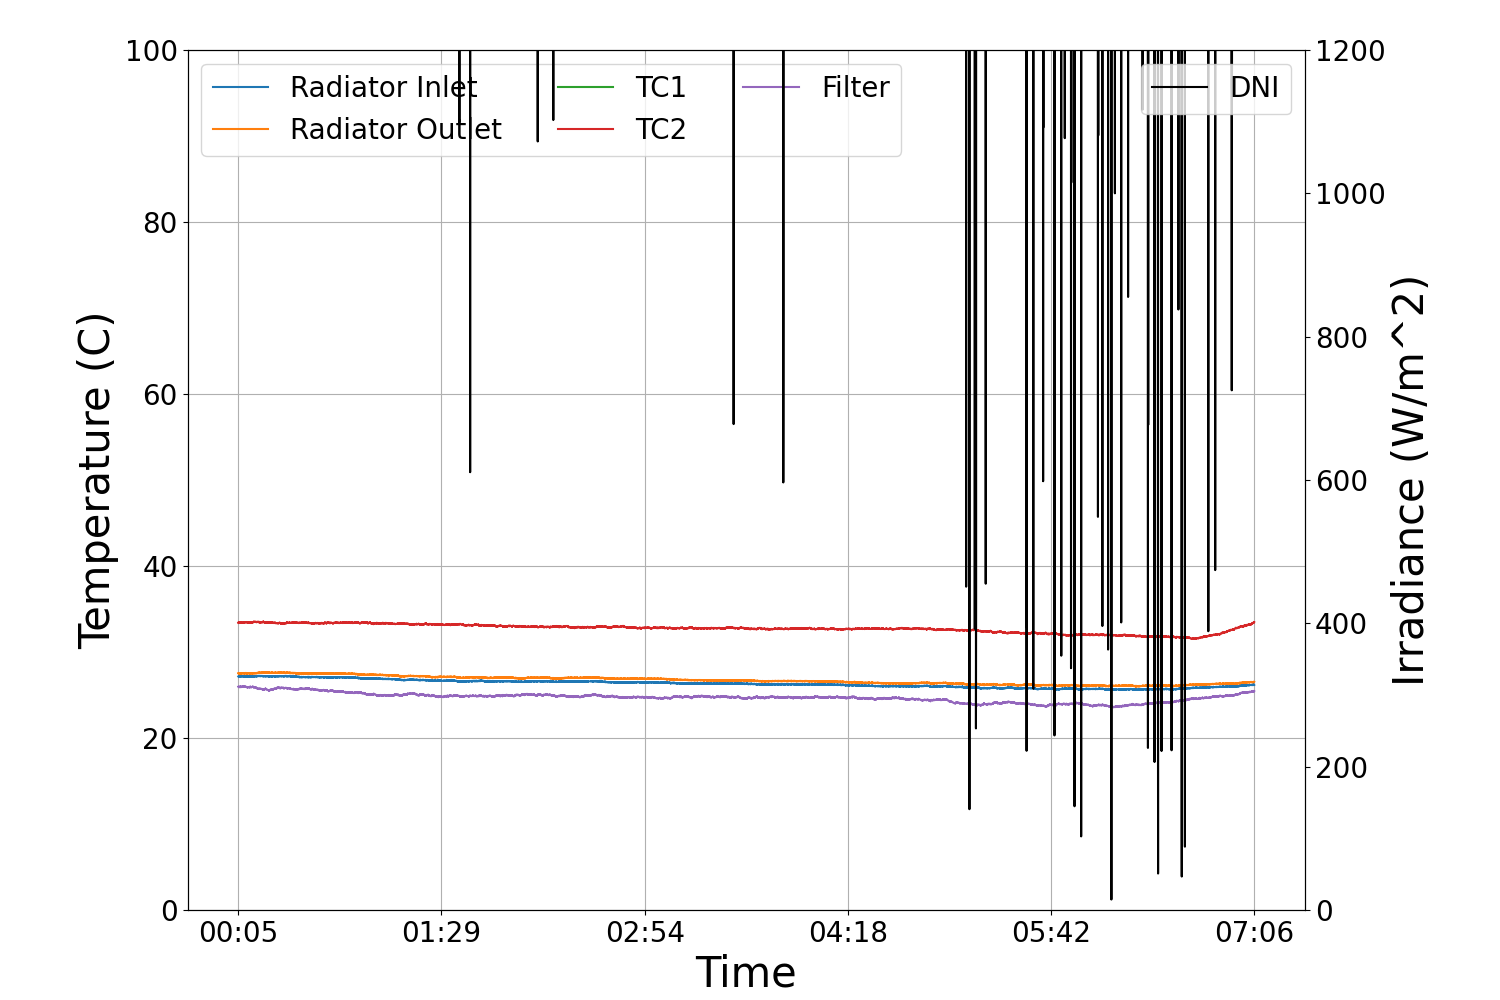 100
80
60
40
20
0
Temperature (C)
Radiator Inlet
Radiator Outlet
TC1
TC2
Filter
DNI
1200
1000
800
600
400
200
0
Irradiance (W/m^2)
00:05 01:29 02:54 04:18 05:42 07:06
Time